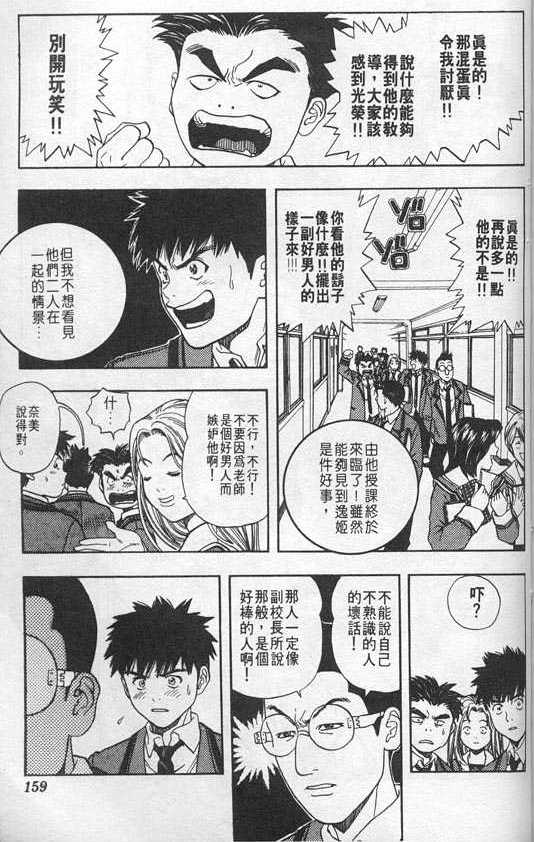 真是的！
那混蛋真
令我討厭!!
說什麼能夠
得到他的教
導，大家該
感到光榮!!
別開玩笑!!
真是的!!
再說多一點
他的不是!!
ゾロ
ゾロ
你看他的鬍子
像什麼!!擺出
一副好男人的
樣子來!!!
由他授課終於
來臨了！雖然
能夠見到逸姬
是件好事，
但我不想看見
他們二人在
一起的情景…
不行，不行！
不要因為老師
是個好男人而
嫉妒他啊！
什…
奈美
說得對。
吓？
不能說自己
不熟識的人
的壞話！
那人一定像
副校長所說
那般，是個
好棒的人啊！
159